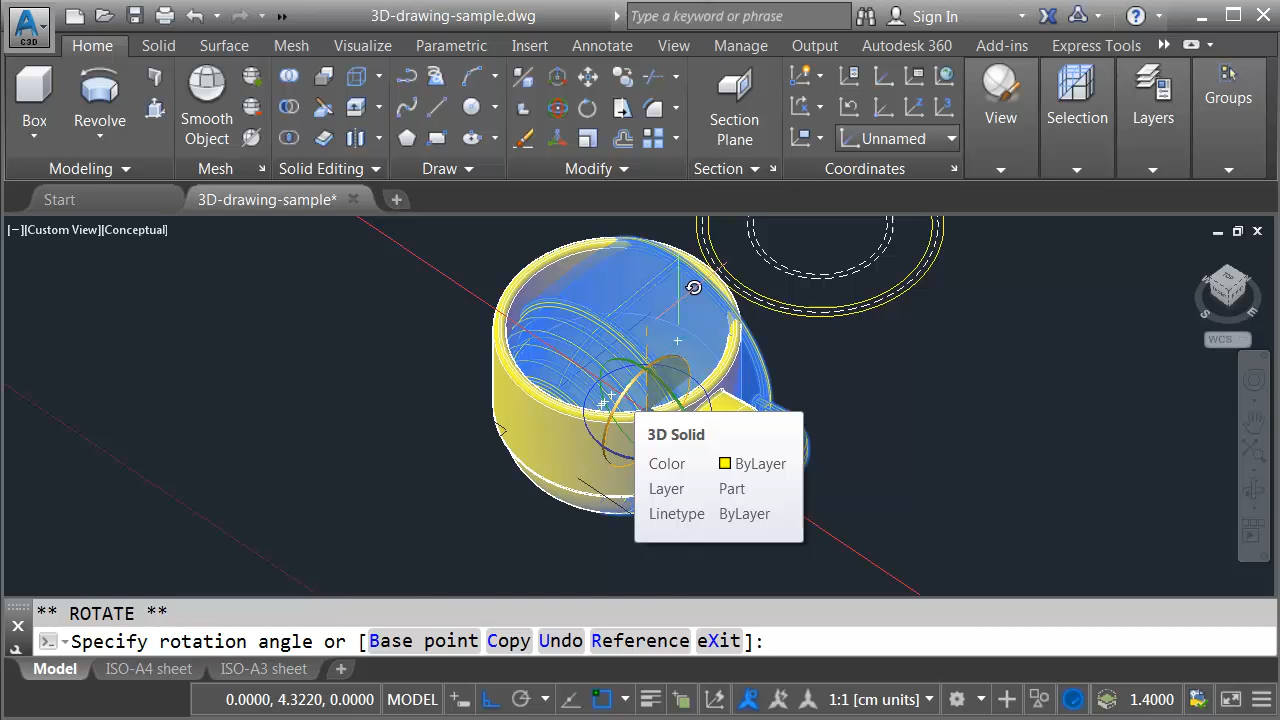 3D-drawing-sample.dwg
Type a keyword or phrase
Sign In
C3D
Home Solid Surface Mesh Visualize Parametric Insert Annotate View Manage Output Autodesk 360 Add-ins Express Tools
Box
Revolve
Smooth
Object
Section
Plane
Unnamed
View
Selection
Layers
Groups
Modeling
Mesh
Solid Editing
Draw
Modify
Section
Coordinates
Start
3D-drawing-sample*
[−][Custom View][Conceptual]
TOP
S
E
WCS
3D Solid
Color ByLayer
Layer Part
Linetype ByLayer
** ROTATE **
Specify rotation angle or [Base point Copy Undo Reference eXit]:
Model ISO-A4 sheet ISO-A3 sheet
0.0000, 4.3220, 0.0000 MODEL 1:1 [cm units] 1.4000